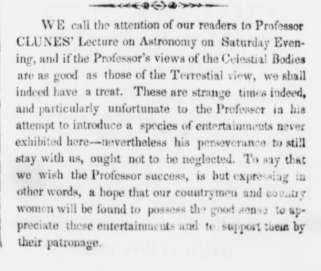 WE call the attention of our readers to Professor
CLUNES' Lecture on Astronomy on Saturday Even-
ing, and if the Professor's views of the Celestial Bodies
are as good as those of the Terrestial view, we shall
indeed have a treat. These are strange times indeed,
and particularly unfortunate to the Professor in his
attempt to introduce a species of entertainments never
exhibited here—nevertheless his perseverance to still
stay with us, ought not to be neglected. To say that
we wish the Professor success, is but expressing in
other words, a hope that our countrymen and country
women will be found to possess the good sense to ap-
preciate these entertainments and to support them by
their patronage.